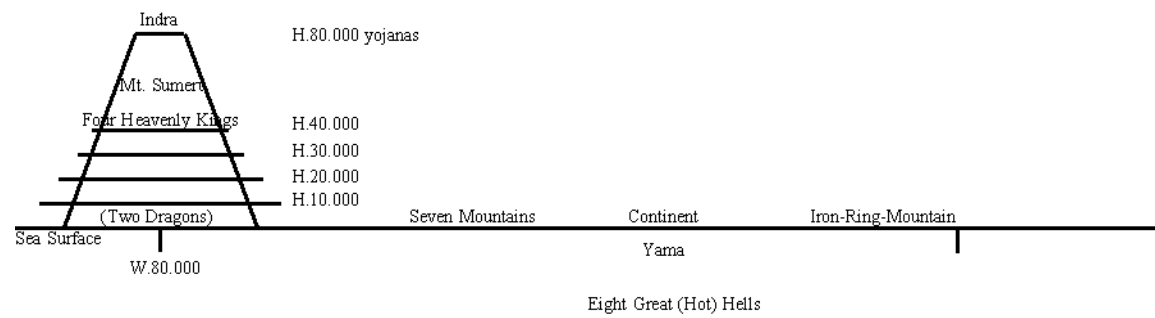 Indra
H.80.000 yojanas
Mt. Sumeru
Four Heavenly Kings
H.40.000
H.30.000
H.20.000
H.10.000
(Two Dragons)
Seven Mountains
Continent
Iron-Ring-Mountain
Sea Surface
Yama
W.80.000
Eight Great (Hot) Hells